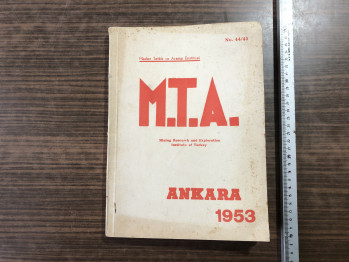 No. 44-45
Maden Tetkik ve Arama Enstitüsü
M.T.A.
Mining Research and Exploration
Institute of Turkey
ANKARA
1953